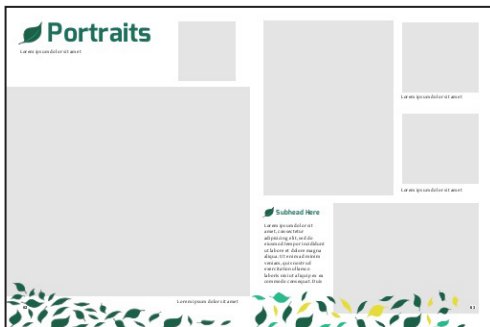 Portraits
Lorem ipsum dolor sit amet
Lorem ipsum dolor sit amet
Lorem ipsum dolor sit amet
Lorem ipsum dolor sit amet
Subhead Here
Lorem ipsum dolor sit
amet, consectetur
adipiscing elit, sed do
eiusmod tempor incididunt
ut labore et dolore magna
aliqua. Ut enim ad minim
veniam, quis nostrud
exercitation ullamco
laboris nisi ut aliquip ex ea
commodo consequat. Duis
82
83